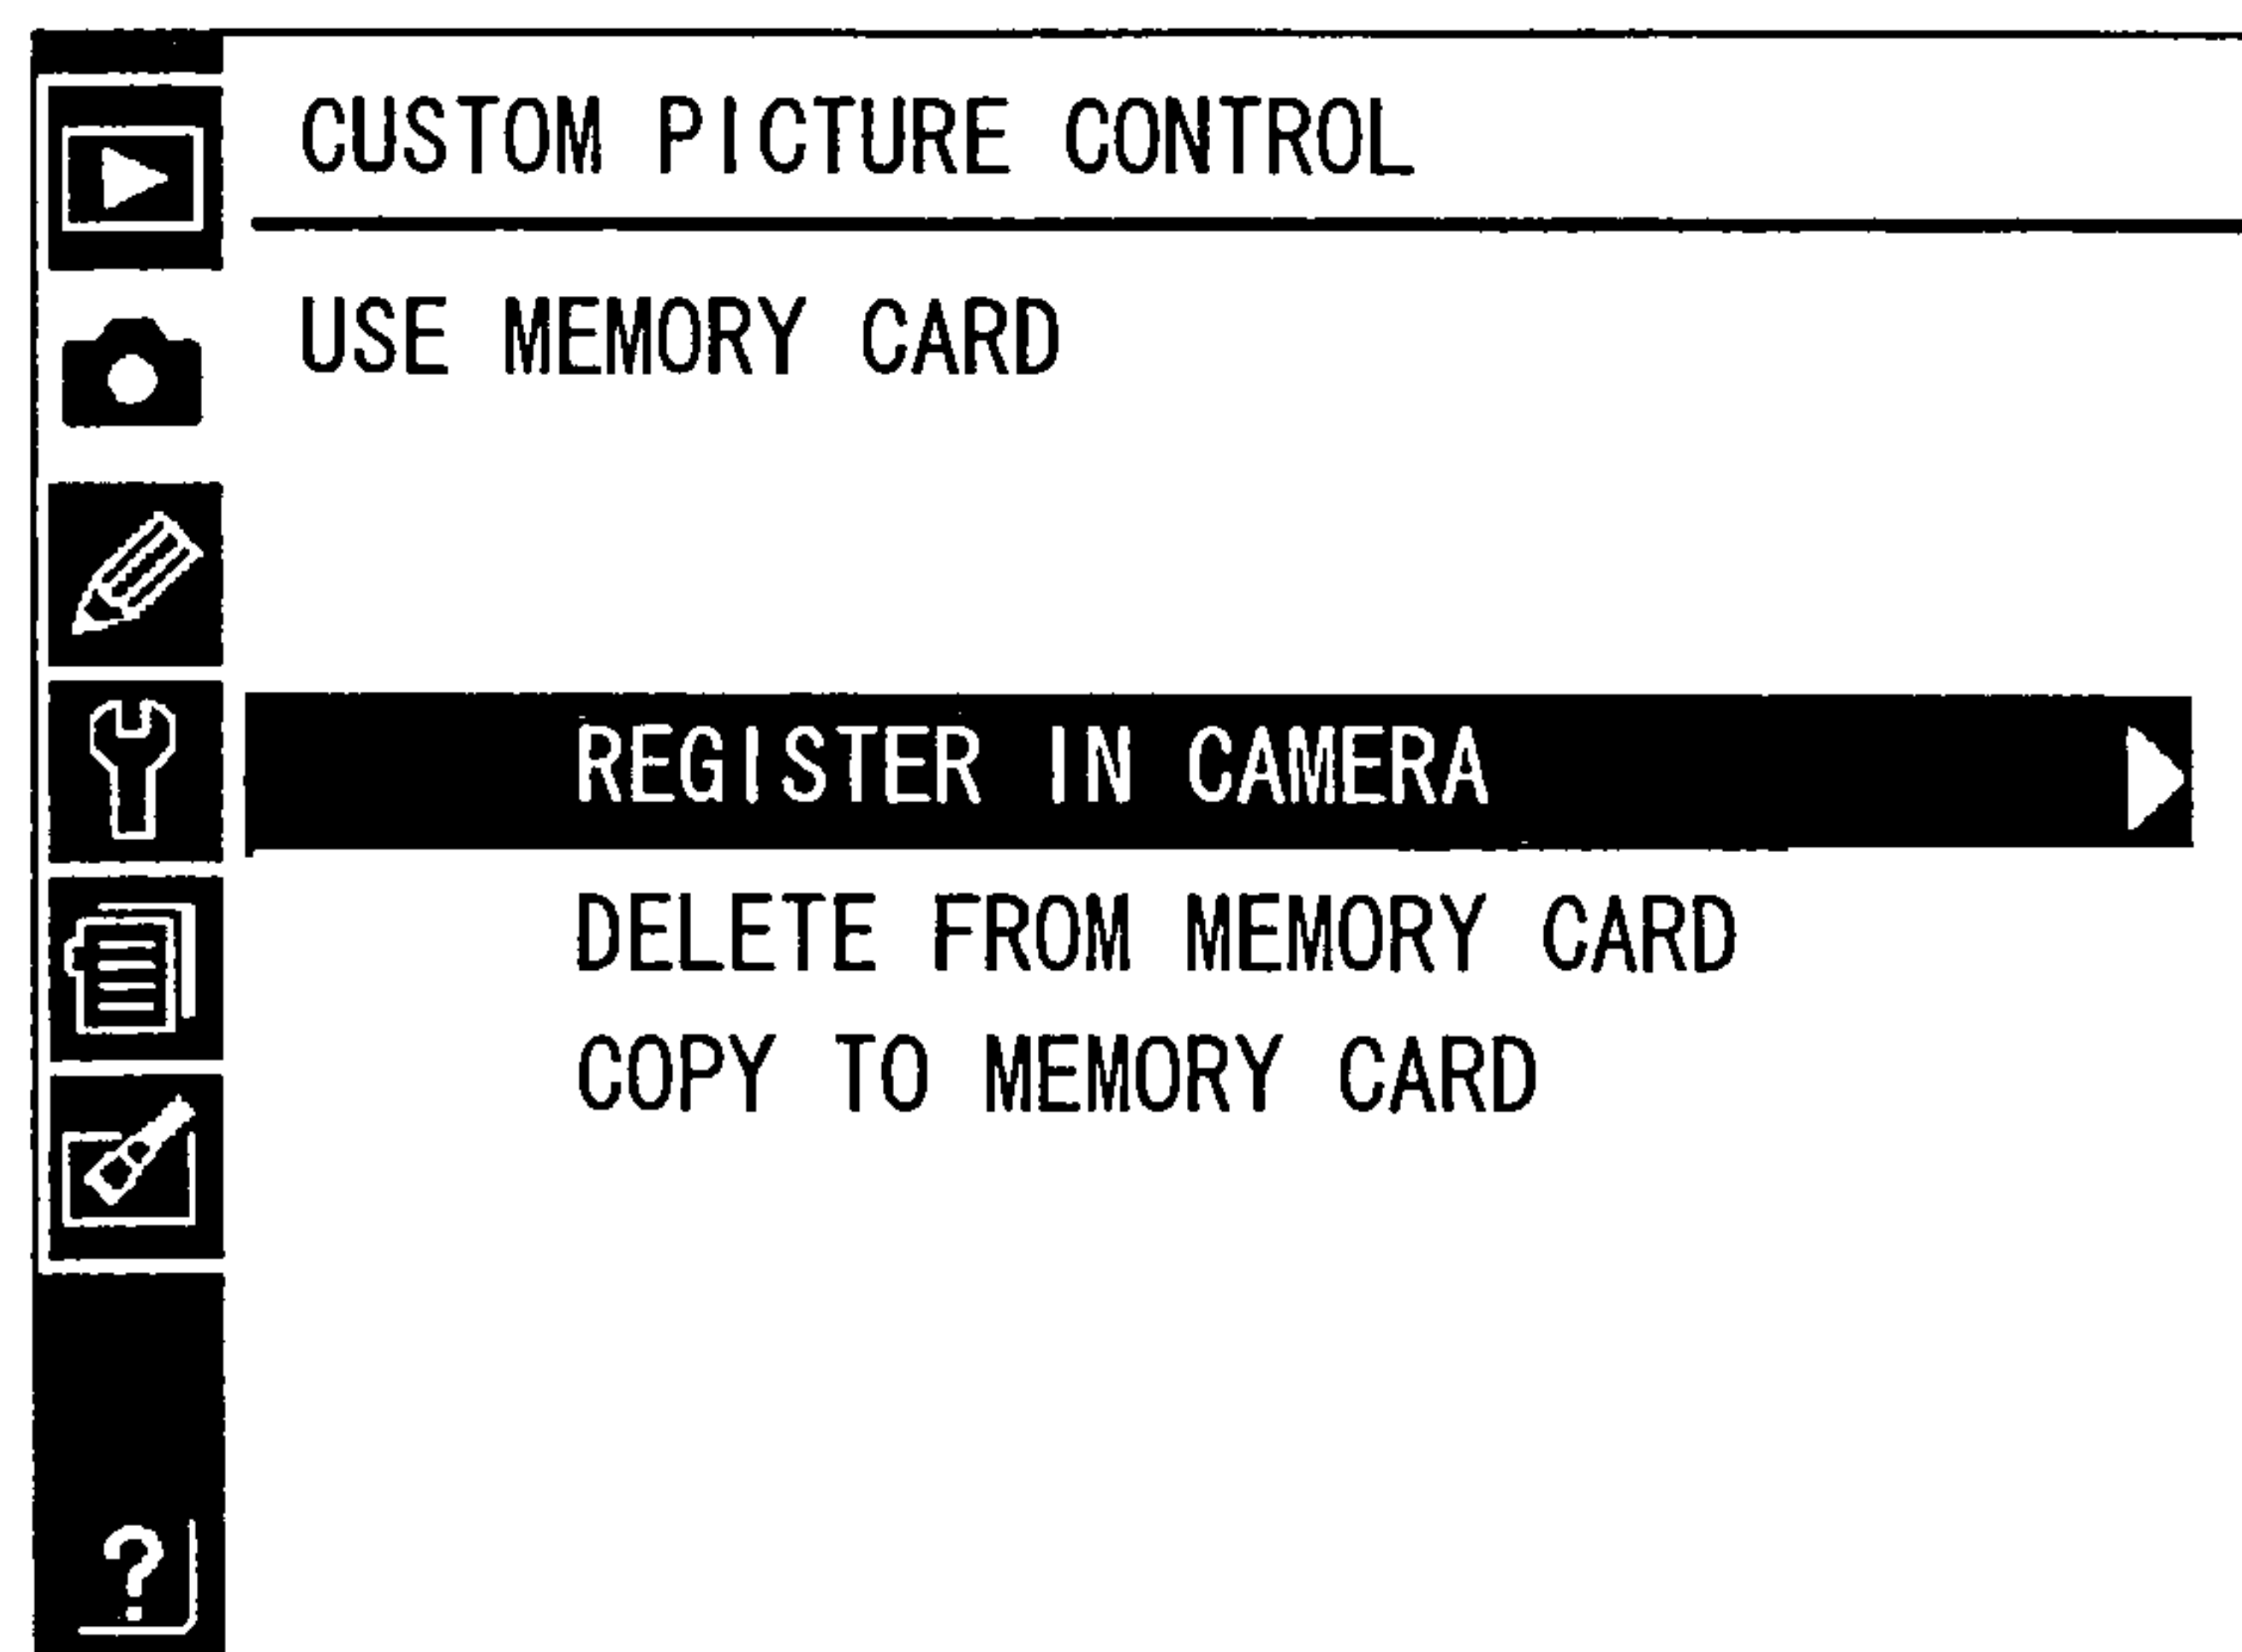 CUSTOM PICTURE CONTROL
USE MEMORY CARD
REGISTER IN CAMERA
DELETE FROM MEMORY CARD
COPY TO MEMORY CARD
?